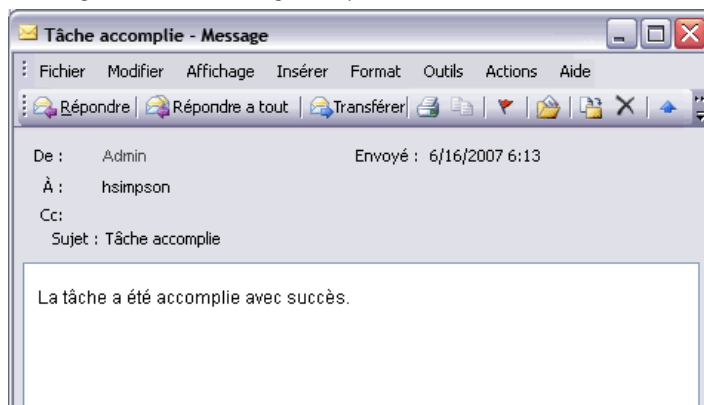 Tâche accomplie - Message
Fichier Modifier Affichage Insérer Format Outils Actions Aide
Répondre Répondre a tout Transférer
De : Admin Envoyé : 6/16/2007 6:13
À : hsimpson
Cc:
Sujet : Tâche accomplie
La tâche a été accomplie avec succès.